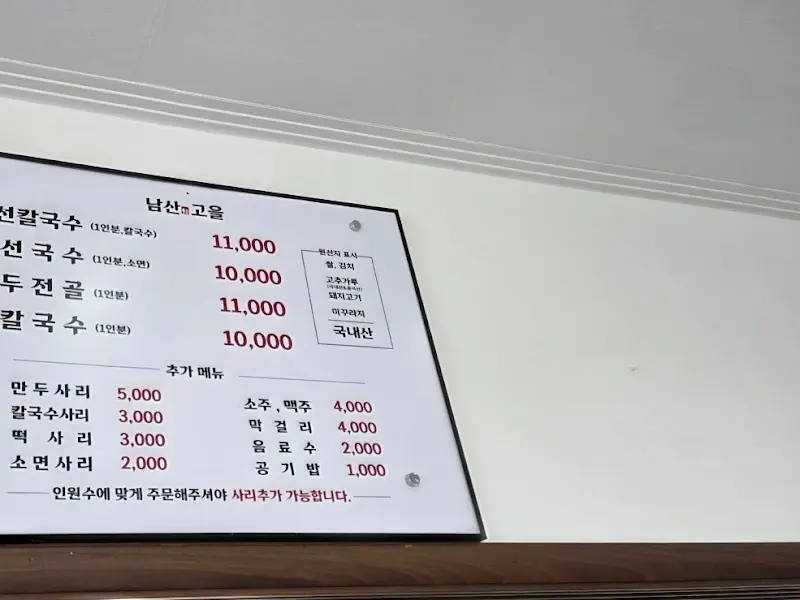 남산에고을
선칼국수 (1인분,칼국수) 11,000
선국수 (1인분,소면) 10,000
두전골 (1인분) 11,000
칼국수 (1인분) 10,000
원산지 표시
쌀, 김치
고추가루
돼지고기
미꾸라지
국내산
추가 메뉴
만두사리 5,000
칼국수사리 3,000
떡 사리 3,000
소면사리 2,000
소주 , 맥주 4,000
막걸리 4,000
음료수 2,000
공기밥 1,000
인원수에 맞게 주문해주셔야 사리추가 가능합니다.